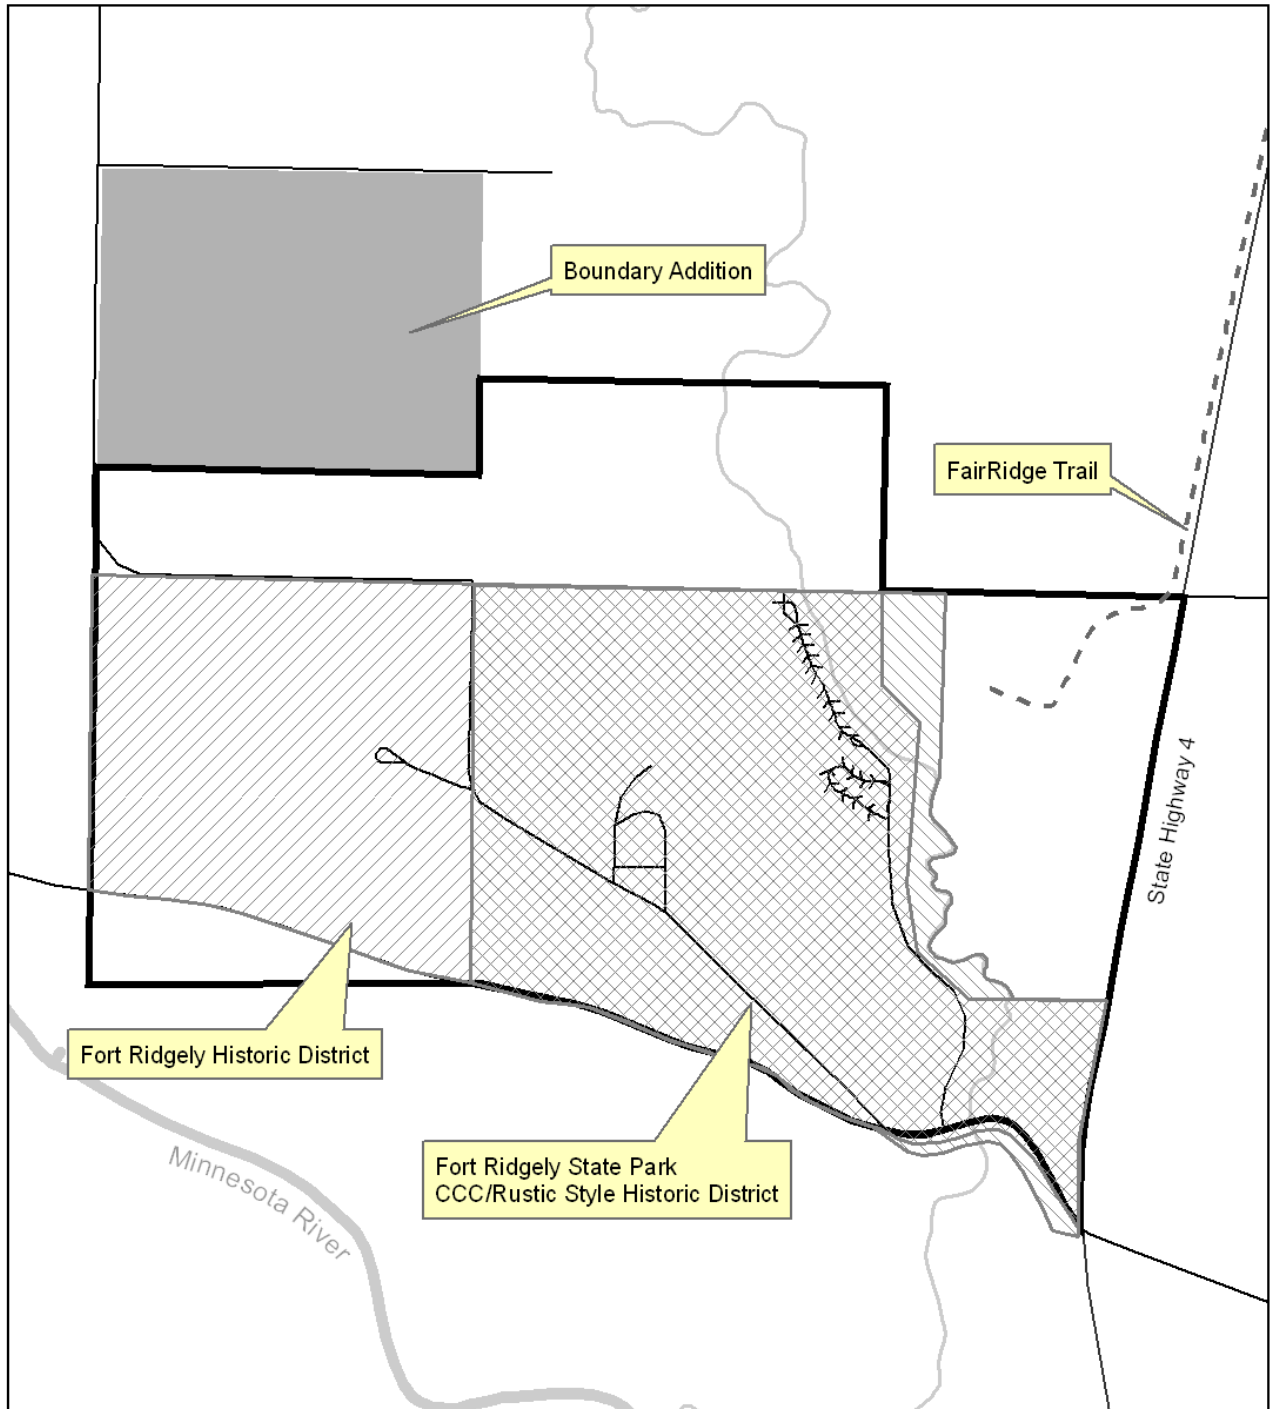 Boundary Addition
FairRidge Trail
State Highway 4
Fort Ridgely Historic District
Fort Ridgely State Park
CCC/Rustic Style Historic District
Minnesota River